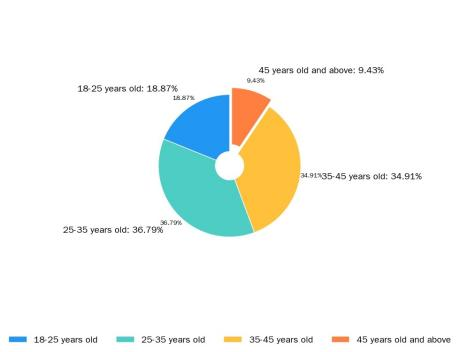 45 years old and above: 9.43%
9.43%
18-25 years old: 18.87%
18.87%
34.91%
35-45 years old: 34.91%
36.79%
25-35 years old: 36.79%
18-25 years old
25-35 years old
35-45 years old
45 years old and above